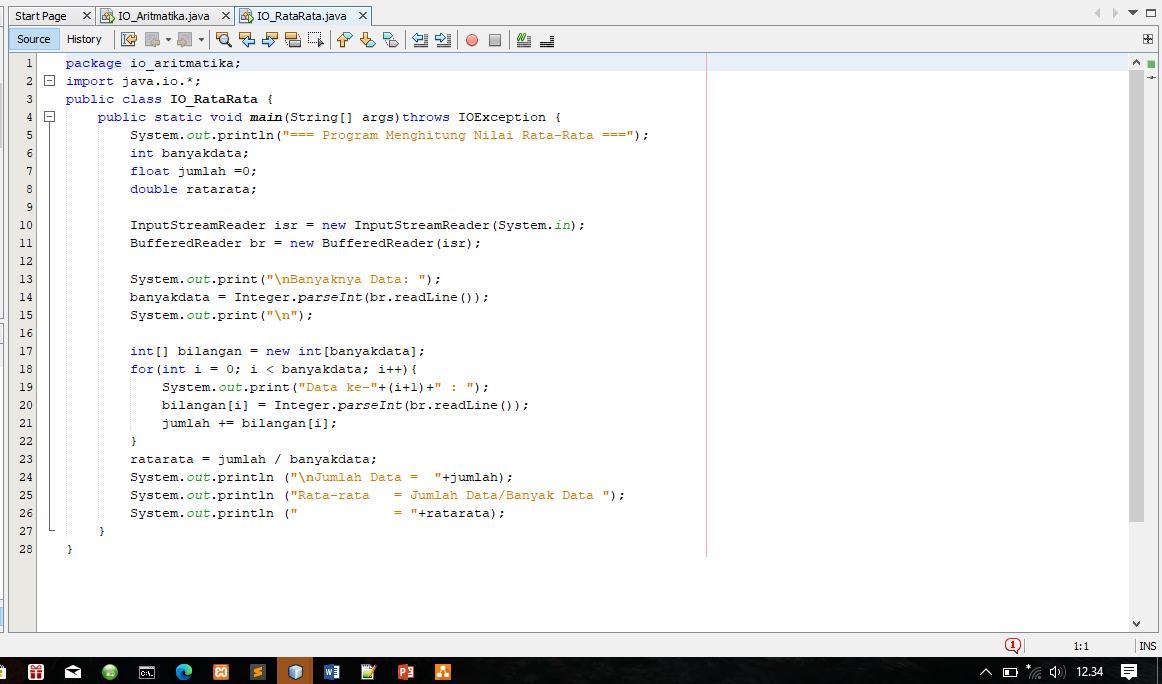 Start Page IO_Aritmatika.java IO_RataRata.java
Source History
1 package io_aritmatika;
2 import java.io.*;
3 public class IO_RataRata {
4     public static void main(String[] args)throws IOException {
5         System.out.println("=== Program Menghitung Nilai Rata-Rata ===");
6         int banyakdata;
7         float jumlah =0;
8         double ratarata;
9
10         InputStreamReader isr = new InputStreamReader(System.in);
11         BufferedReader br = new BufferedReader(isr);
12
13         System.out.print("\nBanyaknya Data: ");
14         banyakdata = Integer.parseInt(br.readLine());
15         System.out.print("\n");
16
17         int[] bilangan = new int[banyakdata];
18         for(int i = 0; i < banyakdata; i++){
19             System.out.print("Data ke-"+(i+1)+" : ");
20             bilangan[i] = Integer.parseInt(br.readLine());
21             jumlah += bilangan[i];
22         }
23         ratarata = jumlah / banyakdata;
24         System.out.println ("\nJumlah Data =  "+jumlah);
25         System.out.println ("Rata-rata   = Jumlah Data/Banyak Data ");
26         System.out.println ("            = "+ratarata);
27     }
28 }
1 1:1 INS
12.34